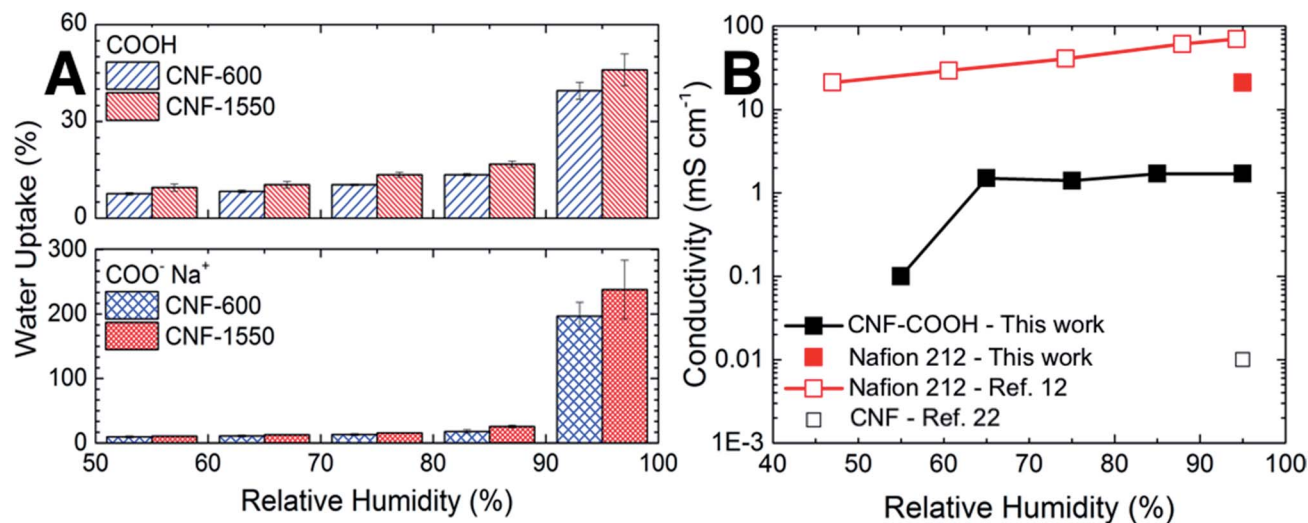 A
COOH
CNF-600
CNF-1550
60
30
0
Water Uptake (%)
COO⁻ Na⁺
CNF-600
CNF-1550
300
200
100
0
50 60 70 80 90 100
Relative Humidity (%)
B
100
10
1
0.1
0.01
1E-3
Conductivity (mS cm⁻¹)
CNF-COOH - This work
Nafion 212 - This work
Nafion 212 - Ref. 12
CNF - Ref. 22
40 50 60 70 80 90 100
Relative Humidity (%)